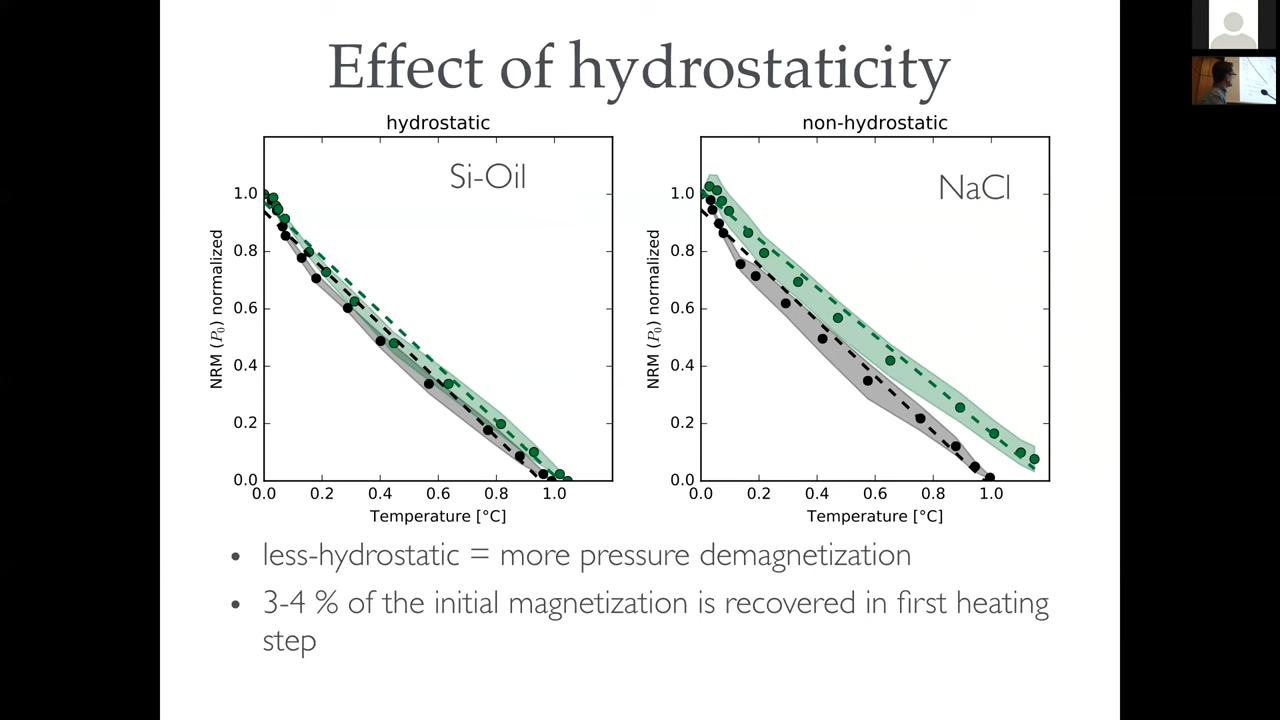 Effect of hydrostaticity
hydrostatic
Si-Oil
1.0
0.8
0.6
0.4
0.2
0.0
NRM (P₀) normalized
0.0 0.2 0.4 0.6 0.8 1.0
Temperature [°C]
non-hydrostatic
NaCl
1.0
0.8
0.6
0.4
0.2
0.0
NRM (P₀) normalized
0.0 0.2 0.4 0.6 0.8 1.0
Temperature [°C]
• less-hydrostatic = more pressure demagnetization
• 3-4 % of the initial magnetization is recovered in first heating
step